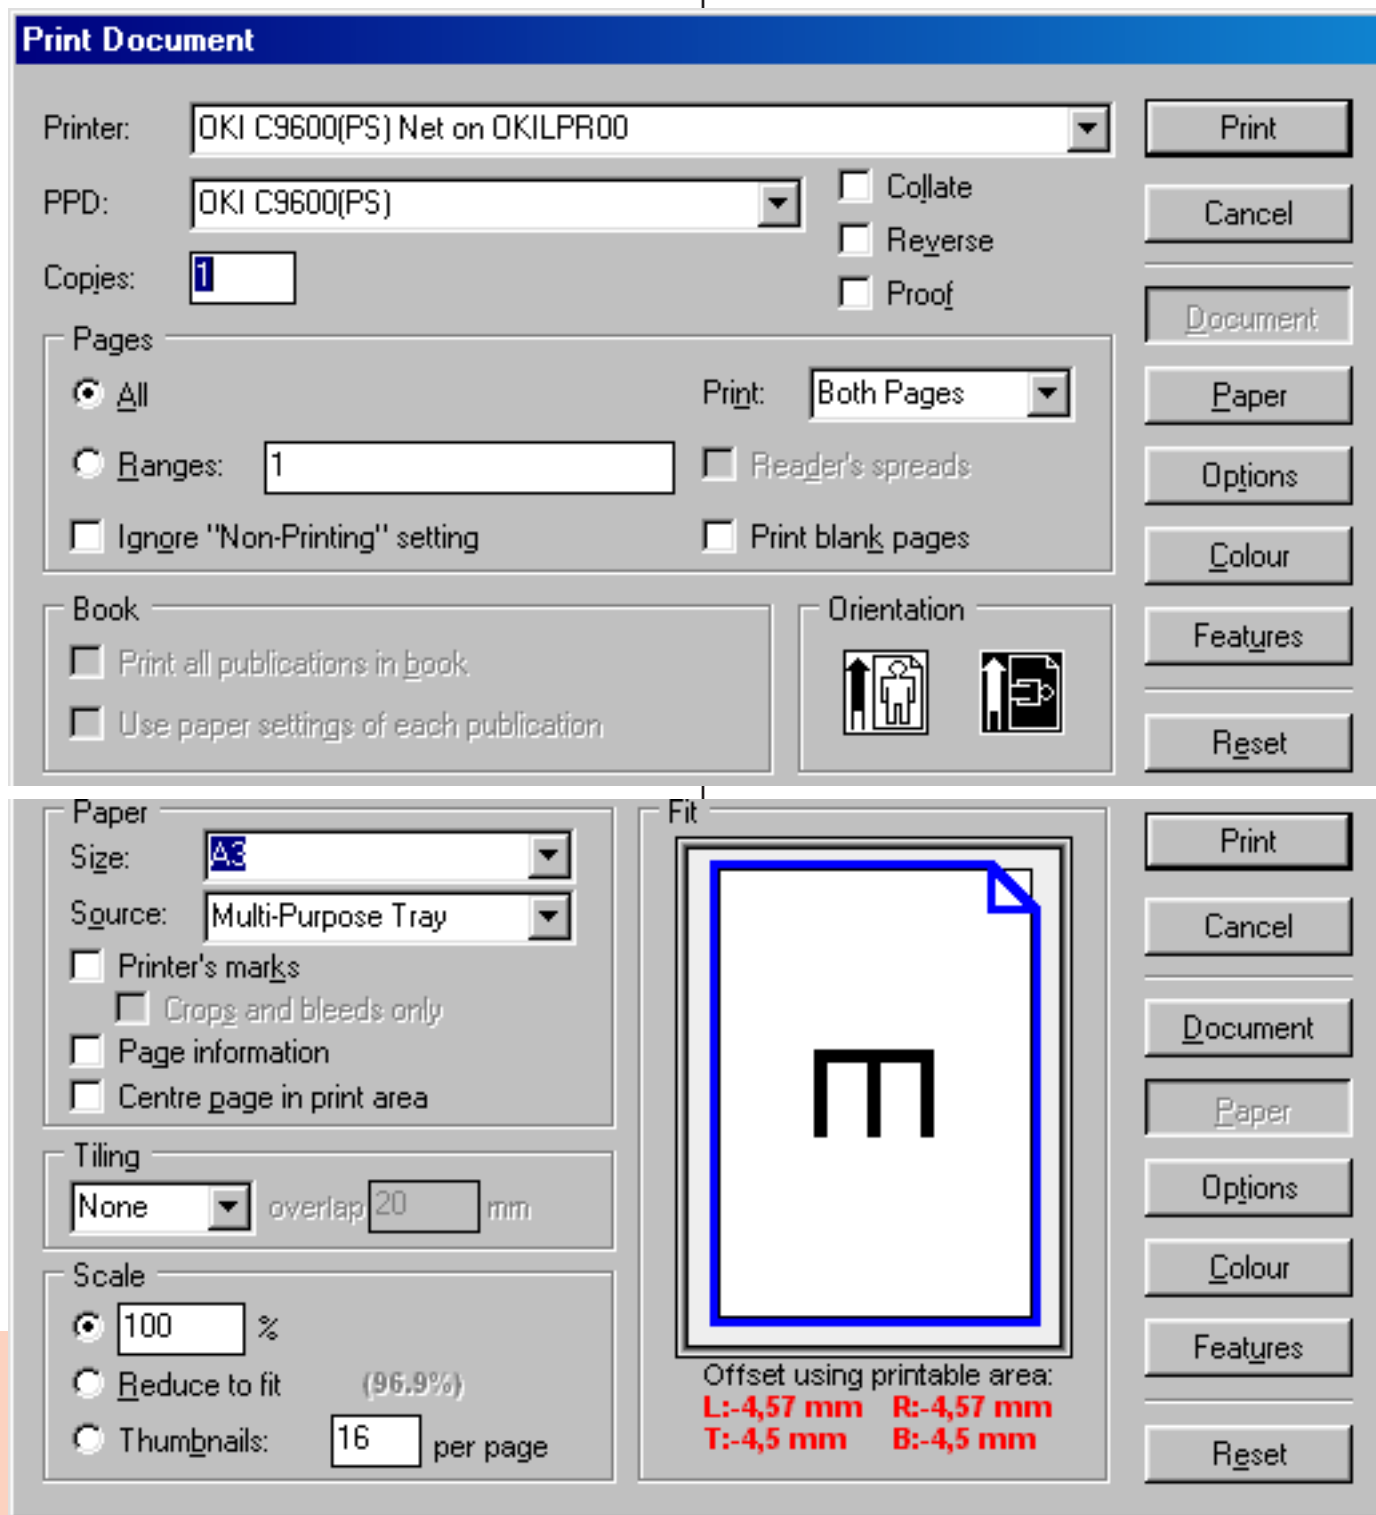 Print Document
Printer: OKI C9600(PS) Net on OKILPR00 Print
PPD: OKI C9600(PS) Collate Cancel
Reverse
Copies: 1 Proof Document
Pages
All Print: Both Pages Paper
Ranges: 1 Reader's spreads Options
Ignore "Non-Printing" setting Print blank pages Colour
Book Orientation Features
Print all publications in book
Use paper settings of each publication Reset
Paper Fit
Size: A3 Print
Source: Multi-Purpose Tray Cancel
Printer's marks
Crops and bleeds only Document
Page information
Centre page in print area Paper
E
Tiling
None overlap 20 mm Options
Scale Colour
100 %
Reduce to fit (96.9%) Features
Offset using printable area:
L:-4,57 mm R:-4,57 mm
T:-4,5 mm B:-4,5 mm
Thumbnails: 16 per page Reset